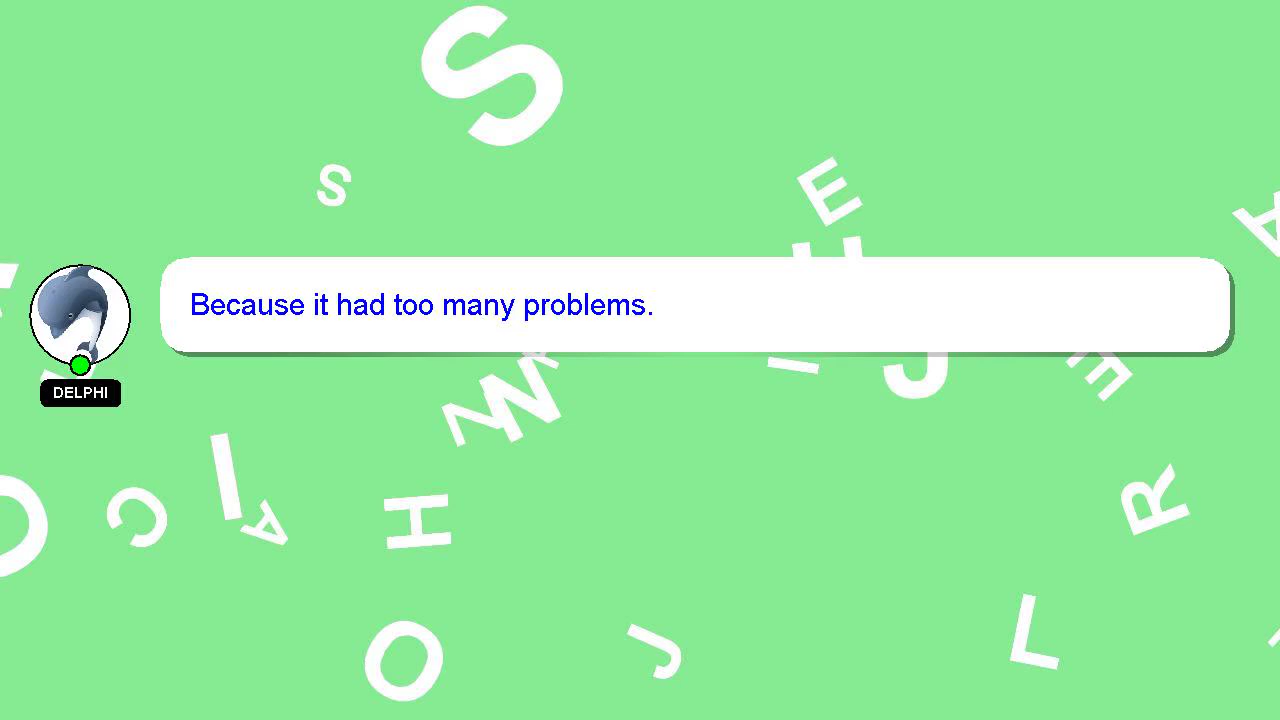 S
S
E
A
Because it had too many problems.
DELPHI
I
J
E
N
W
I
C
A
H
R
O
J
L